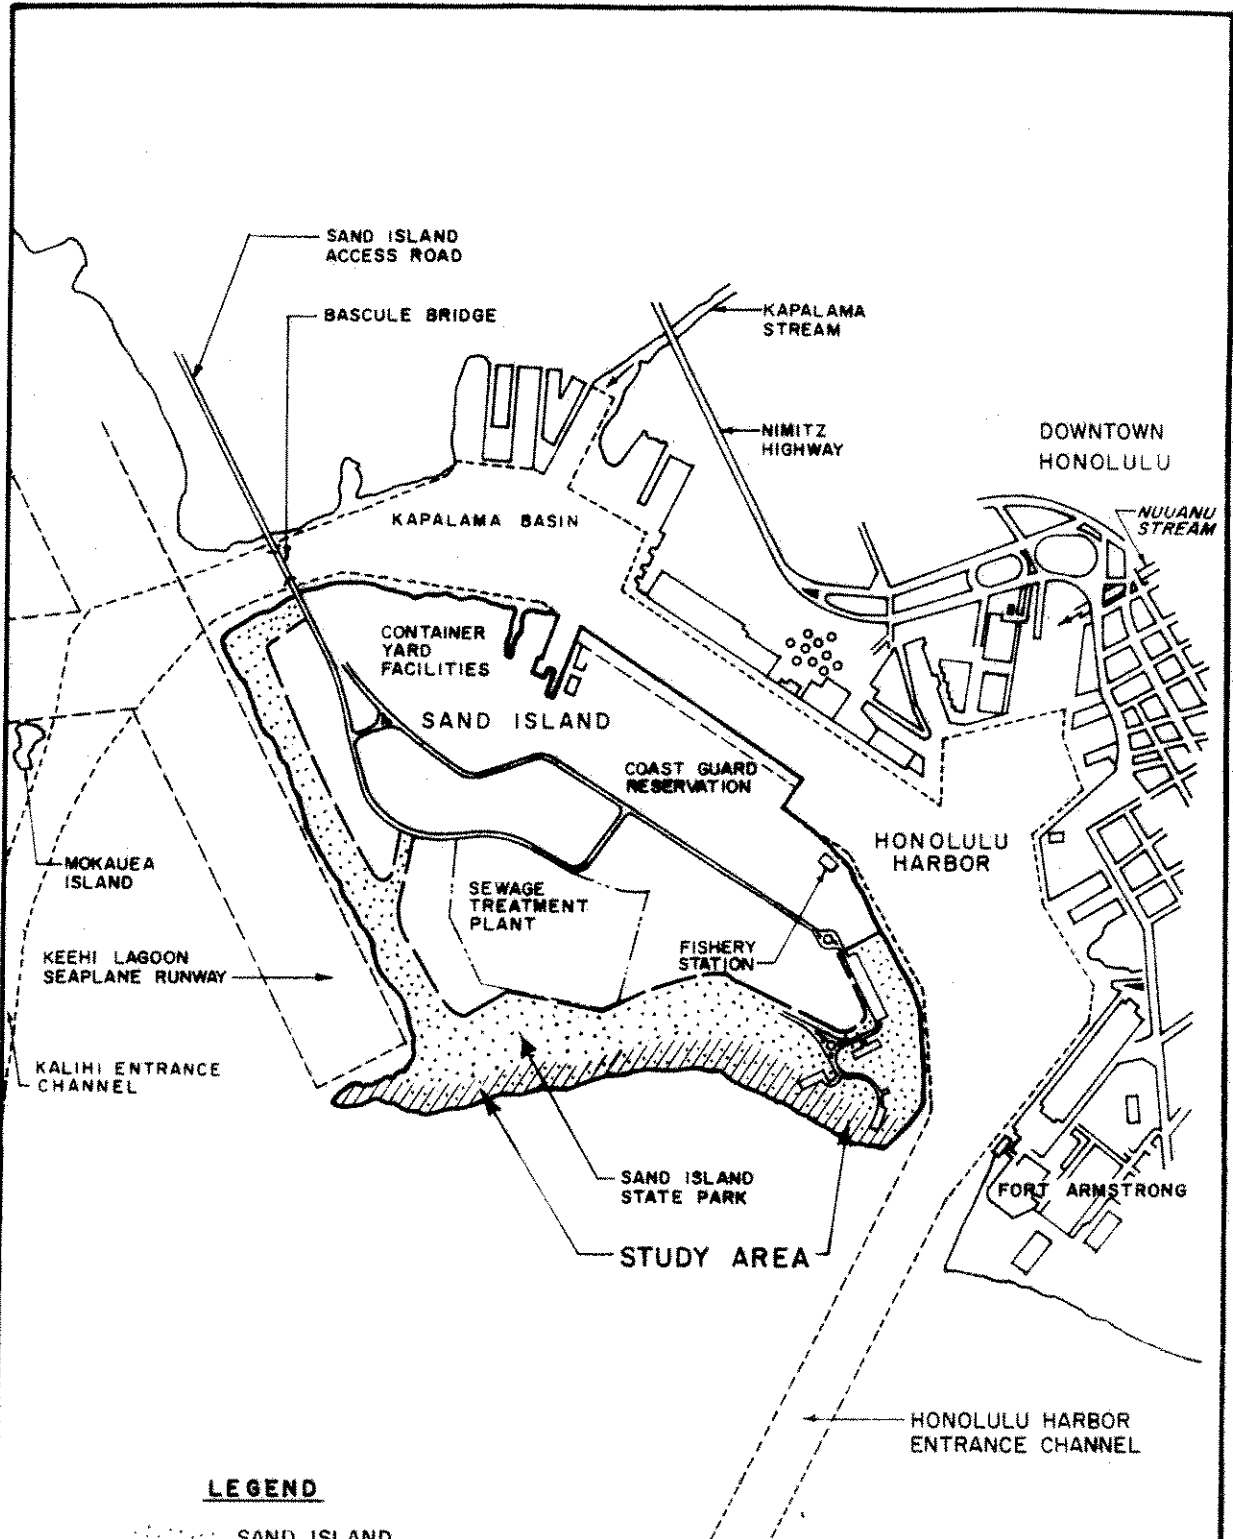 SAND ISLAND
ACCESS ROAD
BASCULE BRIDGE
KAPALAMA
STREAM
NIMITZ
HIGHWAY
DOWNTOWN
HONOLULU
NUUANU
STREAM
KAPALAMA BASIN
CONTAINER
YARD
FACILITIES
SAND ISLAND
COAST GUARD
RESERVATION
HONOLULU
HARBOR
MOKAUEA
ISLAND
SEWAGE
TREATMENT
PLANT
FISHERY
STATION
KEEHI LAGOON
SEAPLANE RUNWAY
KALIHI ENTRANCE
CHANNEL
SAND ISLAND
STATE PARK
FORT ARMSTRONG
STUDY AREA
HONOLULU HARBOR
ENTRANCE CHANNEL
LEGEND
SAND ISLAND